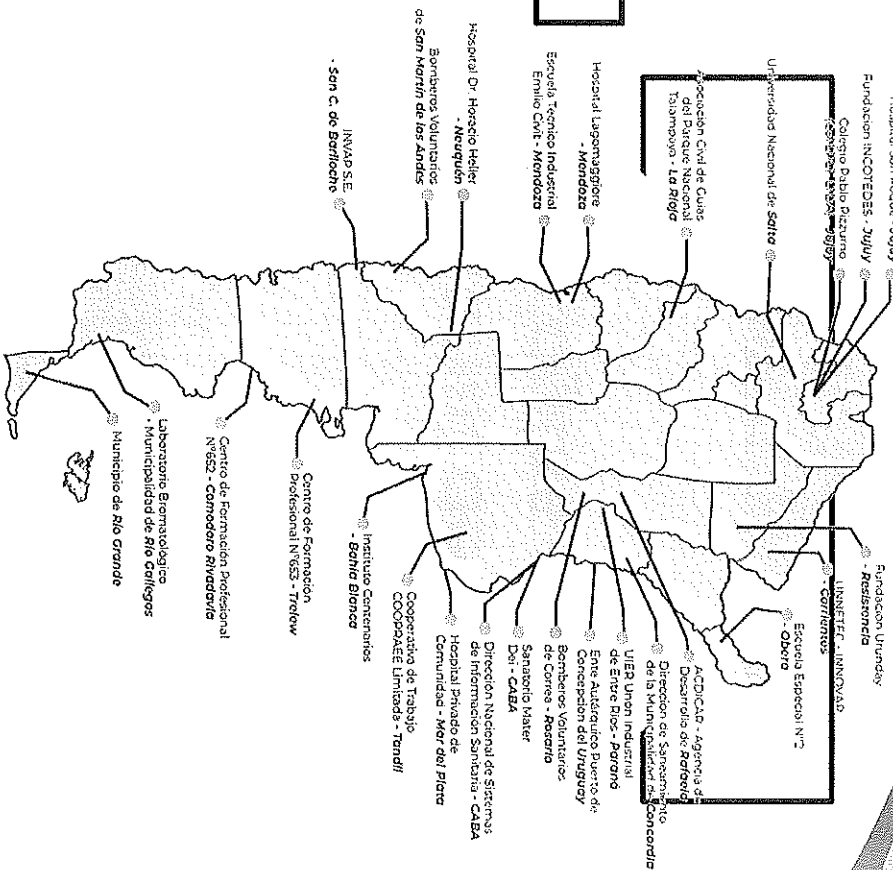 Fundación INCOTEDES - Jujuy
Colegio Pablo Pizzurno
Universidad Nacional de Salta
Asociación Civil de Guías
del Parque Nacional
Talampaya - La Rioja
Hospital Lagomaggiore
- Mendoza
Escuela Técnico Industrial
Emilio Civit - Mendoza
Hospital Dr. Horacio Heller
- Neuquén
Bomberos Voluntarios
de San Martín de los Andes
INVAP S.E.
- San C. de Bariloche
Fundación Urunday
- Resistencia
UNNETEC - INNOVAR
- Corrientes
Escuela Especial N°2
- Oberá
ACDICAR - Agencia de
Desarrollo de Rafaela
Dirección de Saneamiento
de la Municipalidad de Concordia
UIER Unión Industrial
de Entre Ríos - Paraná
Ente Autárquico Puerto de
Concepción del Uruguay
Bomberos Voluntarios
de Correa - Rosario
Sanatorio Mater
Dei - CABA
Dirección Nacional de Sistemas
de Información Sanitaria - CABA
Hospital Privado de
Comunidad - Mar del Plata
Cooperativa de Trabajo
COOPRAEE Limitada - Tandil
Instituto Centenarios
- Bahía Blanca
Centro de Formación
Profesional N°653 - Trelew
Centro de Formación Profesional
N°652 - Comodoro Rivadavia
Laboratorio Bromatológico
- Municipalidad de Río Gallegos
Municipio de Río Grande